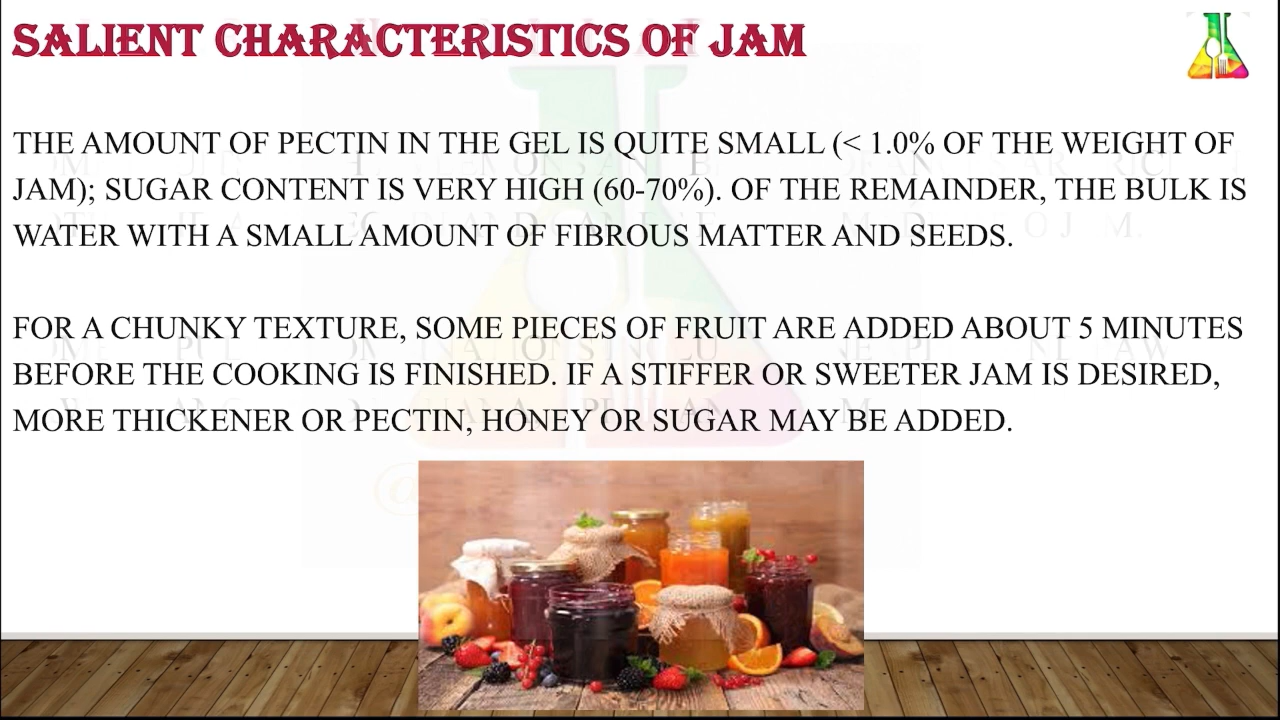 SALIENT CHARACTERISTICS OF JAM
THE AMOUNT OF PECTIN IN THE GEL IS QUITE SMALL (< 1.0% OF THE WEIGHT OF
JAM); SUGAR CONTENT IS VERY HIGH (60-70%). OF THE REMAINDER, THE BULK IS
WATER WITH A SMALL AMOUNT OF FIBROUS MATTER AND SEEDS.
FOR A CHUNKY TEXTURE, SOME PIECES OF FRUIT ARE ADDED ABOUT 5 MINUTES
BEFORE THE COOKING IS FINISHED. IF A STIFFER OR SWEETER JAM IS DESIRED,
MORE THICKENER OR PECTIN, HONEY OR SUGAR MAY BE ADDED.